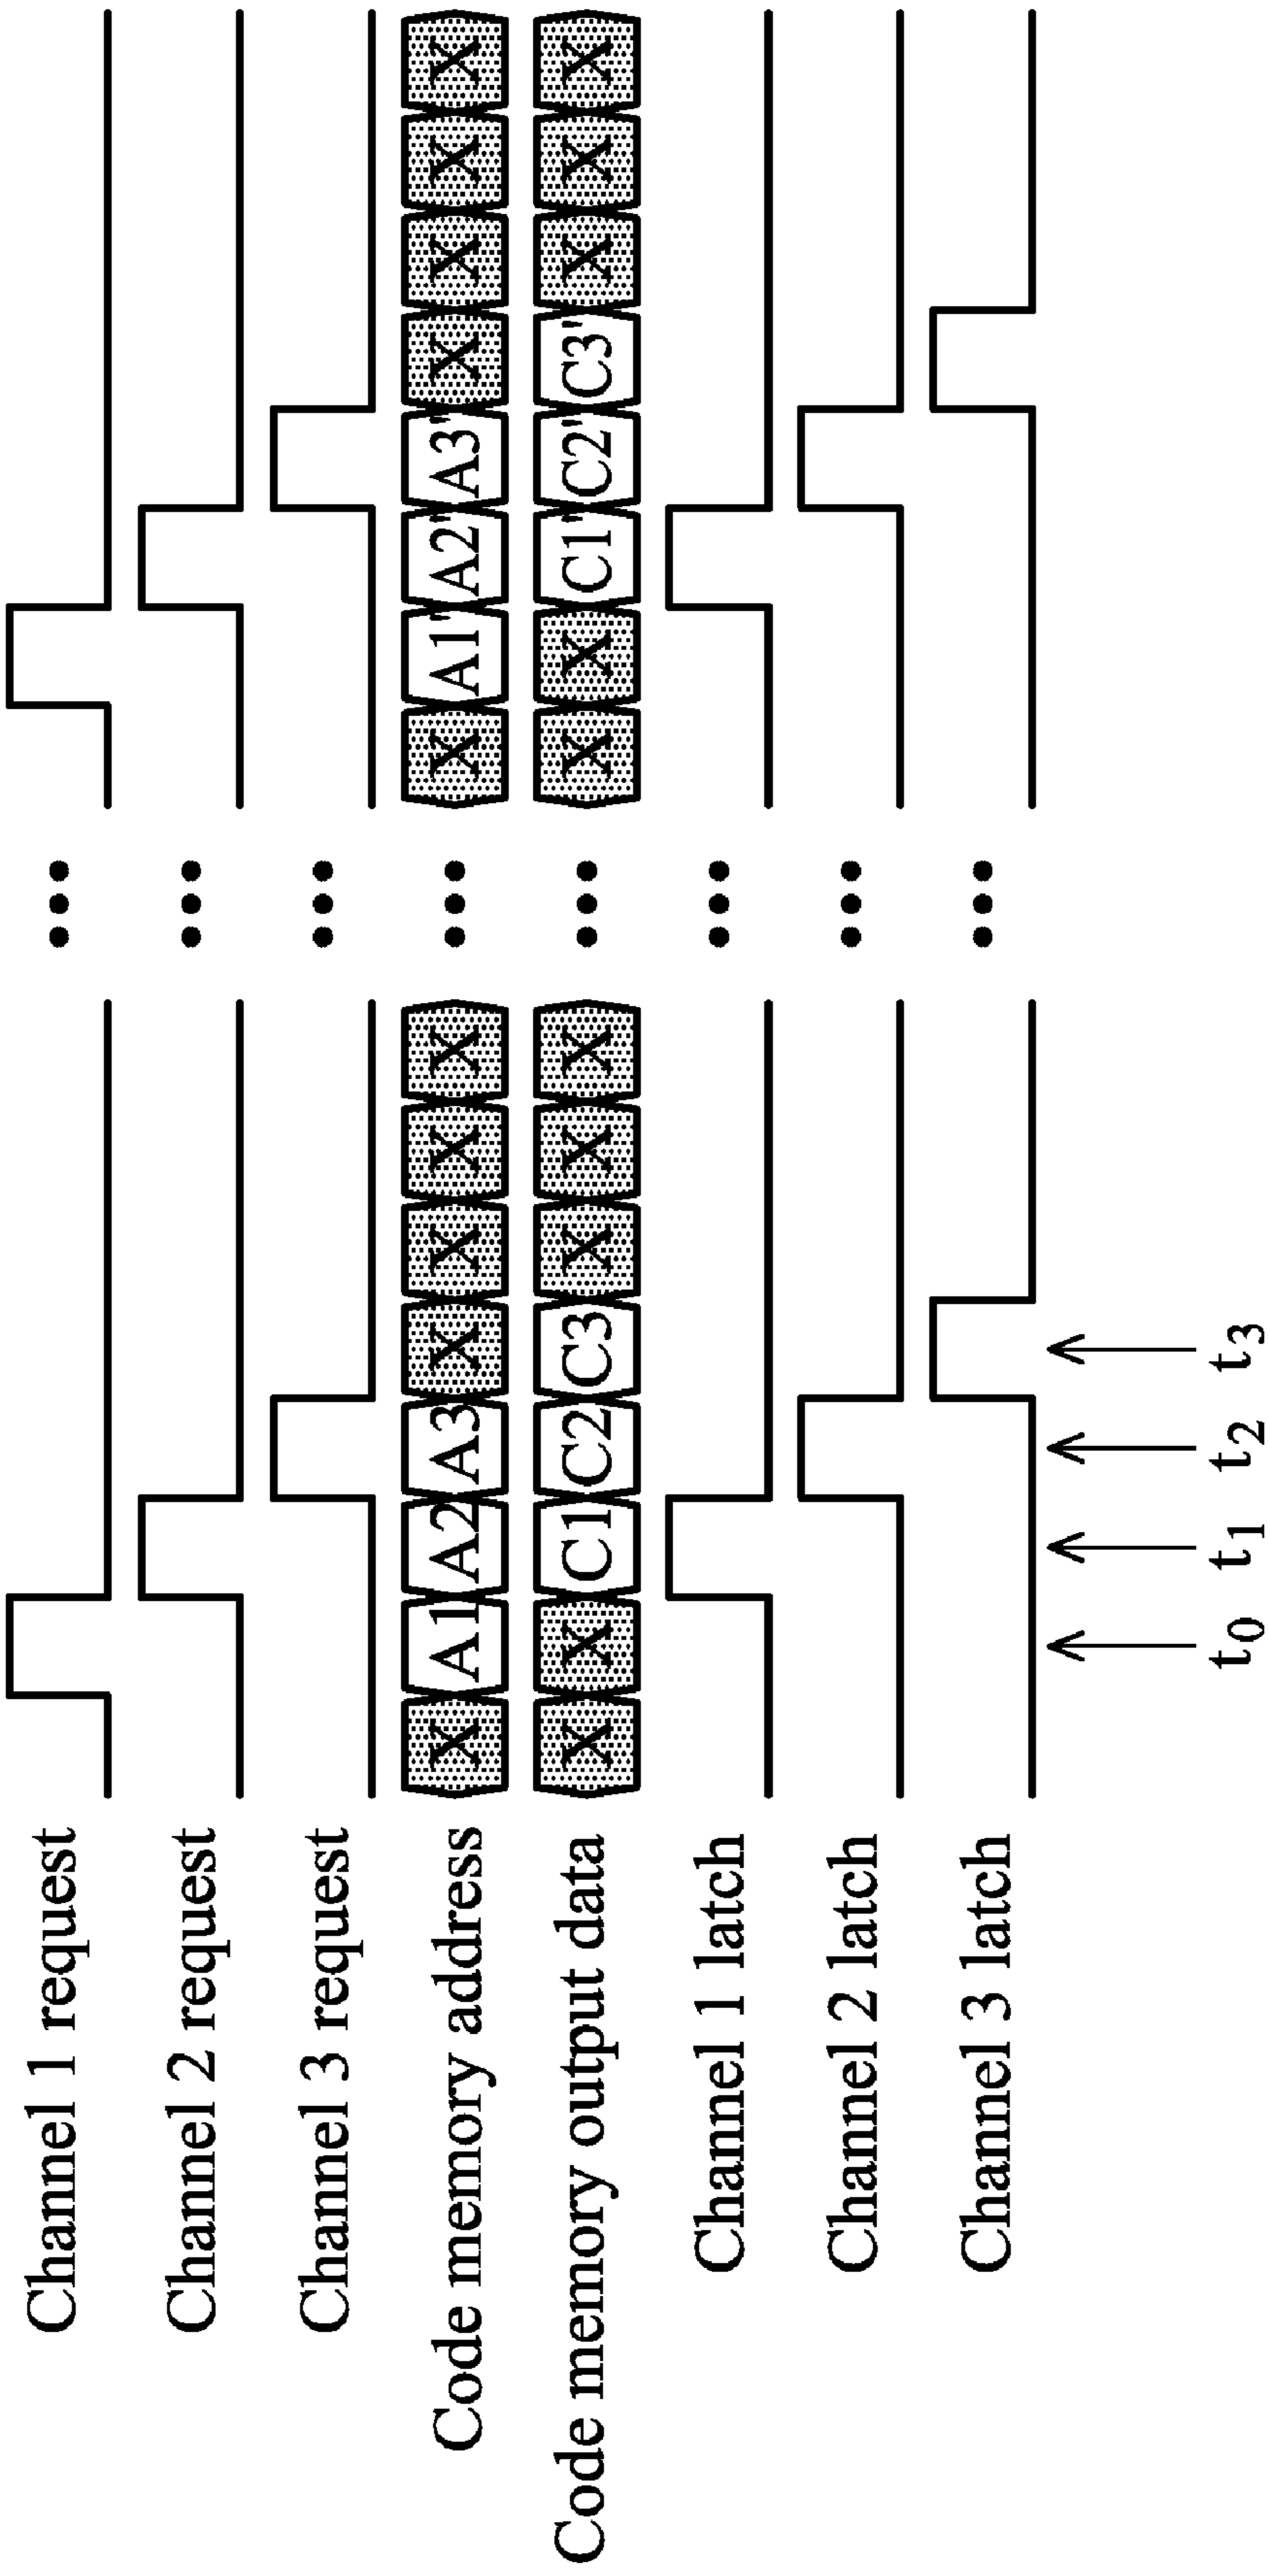 Channel 1 request
Channel 2 request
Channel 3 request
Code memory address X A1 A2 A3 X X X X ••• X A1' A2' A3' X X X X
Code memory output data X X C1 C2 C3 X X X ••• X X C1' C2' C3' X X X
Channel 1 latch
Channel 2 latch
Channel 3 latch
t0 t1 t2 t3